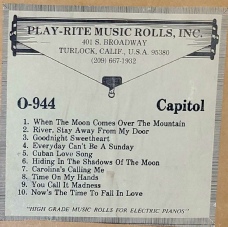 PLAY-RITE MUSIC ROLLS, INC.
401 S. BROADWAY
TURLOCK, CALIF., U.S.A. 95380
(209) 667-1932
O-944 Capitol
1. When The Moon Comes Over The Mountain
2. River, Stay Away From My Door
3. Goodnight Sweetheart
4. Everyday Can't Be A Sunday
5. Cuban Love Song
6. Hiding In The Shadows Of The Moon
7. Carolina's Calling Me
8. Time On My Hands
9. You Call It Madness
10. Now's The Time To Fall In Love
"HIGH GRADE MUSIC ROLLS FOR ELECTRIC PIANOS"